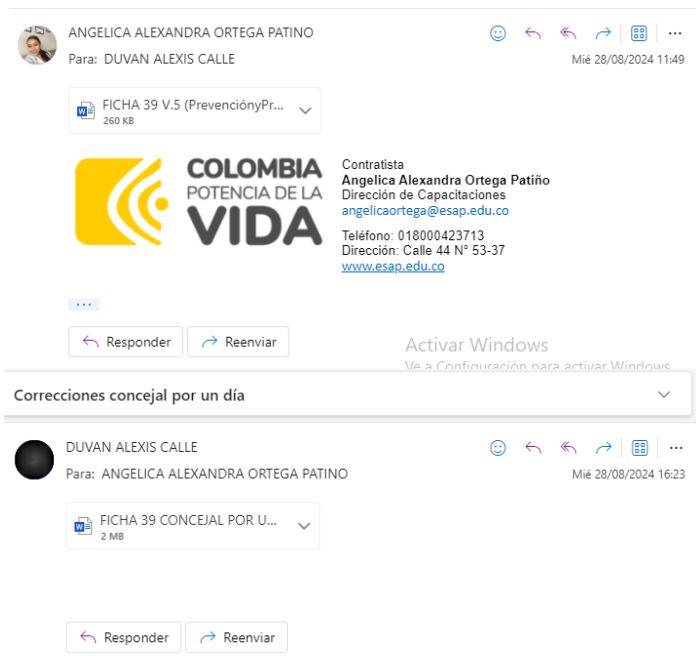 ANGELICA ALEXANDRA ORTEGA PATINO
Para: DUVAN ALEXIS CALLE
Mié 28/08/2024 11:49
FICHA 39 V.5 (PrevenciónyPr...
260 KB
COLOMBIA
POTENCIA DE LA
VIDA
Contratista
Angelica Alexandra Ortega Patiño
Dirección de Capacitaciones
angelicaortega@esap.edu.co
Teléfono: 018000423713
Dirección: Calle 44 N° 53-37
www.esap.edu.co
...
Responder
Reenviar
Activar Windows
Ve a Configuración para activar Windows
Correcciones concejal por un día
DUVAN ALEXIS CALLE
Para: ANGELICA ALEXANDRA ORTEGA PATINO
Mié 28/08/2024 16:23
FICHA 39 CONCEJAL POR U...
2 MB
Responder
Reenviar